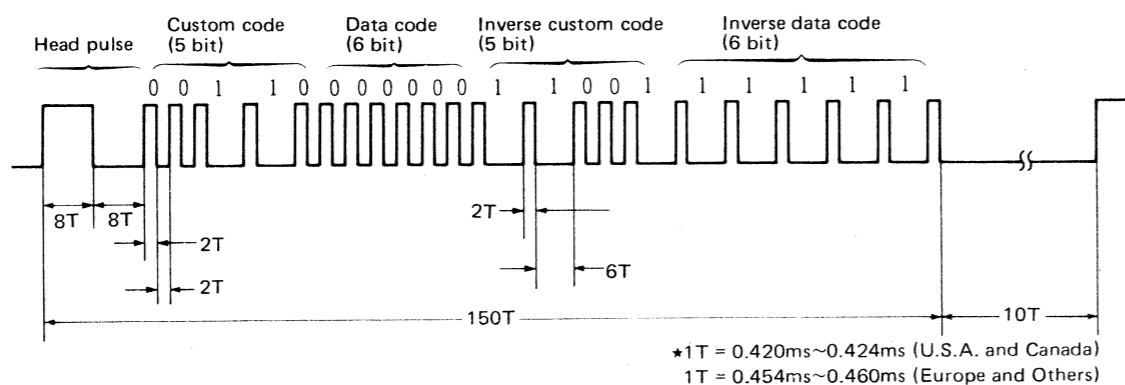 Head pulse
Custom code
(5 bit)
Data code
(6 bit)
Inverse custom code
(5 bit)
Inverse data code
(6 bit)
0 0 1 1 0 0 0 0 0 0 0 1 1 0 0 1 1 1 1 1 1
8T 8T
2T
2T
2T
6T
150T
10T
★1T = 0.420ms~0.424ms (U.S.A. and Canada)
1T = 0.454ms~0.460ms (Europe and Others)